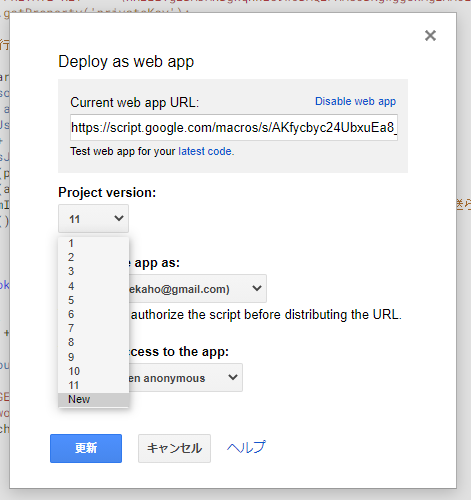 .getProperty('privateKey');
Deploy as web app
Current web app URL:
Disable web app
https://script.google.com/macros/s/AKfycbyc24UbxuEa8_
Test web app for your latest code.
Project version:
11
1
2
3
4
5
6
7
8
9
10
11
New
e app as:
ekaho@gmail.com)
authorize the script before distributing the URL.
ccess to the app:
en anonymous
更新
キャンセル
ヘルプ